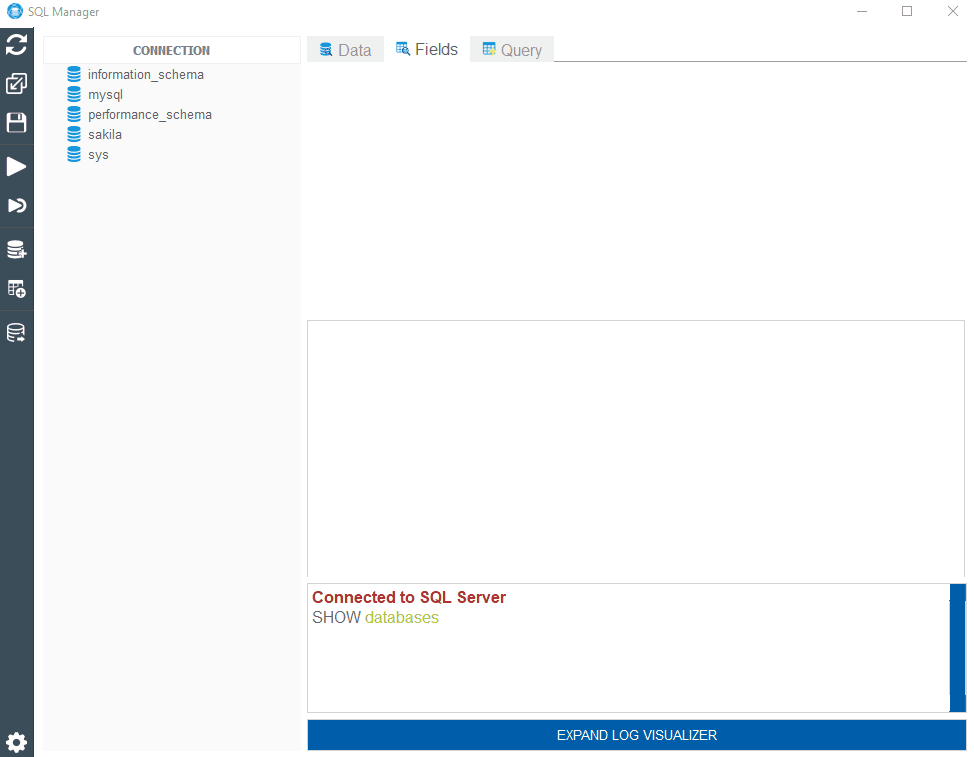 SQL Manager
CONNECTION
information_schema
mysql
performance_schema
sakila
sys
Data
Fields
Query
Connected to SQL Server
SHOW databases
EXPAND LOG VISUALIZER